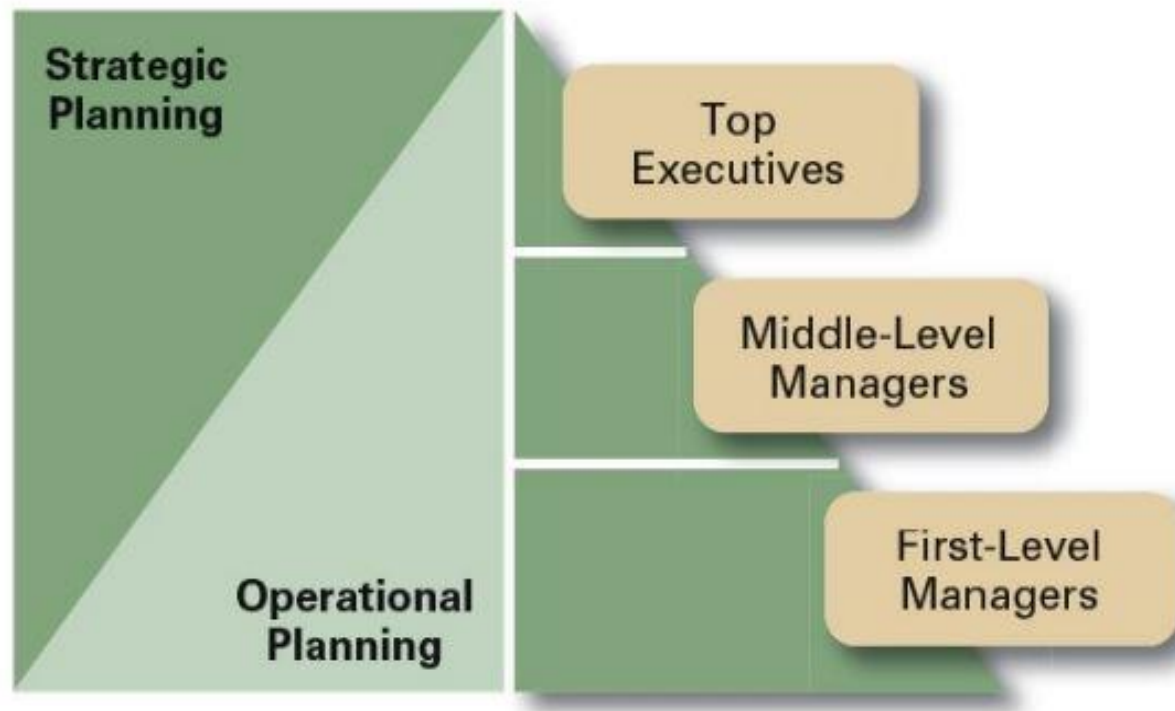 Strategic
Planning
Top
Executives
Middle-Level
Managers
First-Level
Managers
Operational
Planning